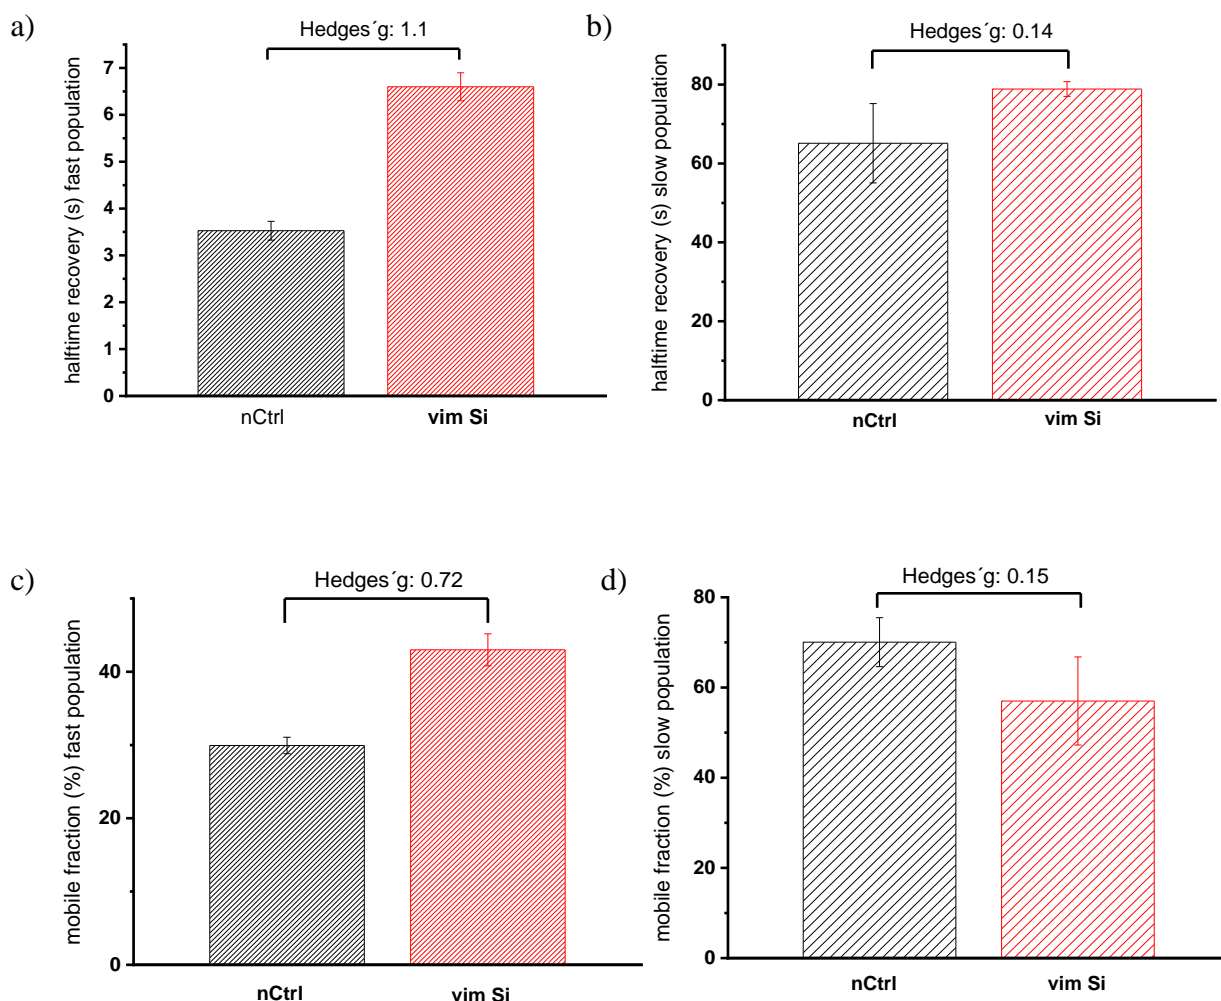 a)
Hedges´g: 1.1
halftime recovery (s) fast population
7
6
5
4
3
2
1
0
nCtrl
vim Si
b)
Hedges´g: 0.14
halftime recovery (s) slow population
80
60
40
20
0
nCtrl
vim Si
c)
Hedges´g: 0.72
mobile fraction (%) fast population
40
20
0
nCtrl
vim Si
d)
Hedges´g: 0.15
mobile fraction (%) slow population
80
60
40
20
0
nCtrl
vim Si